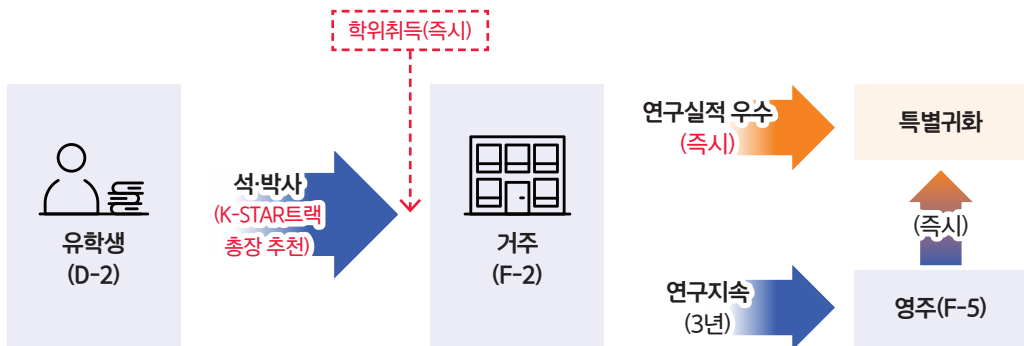 학위취득(즉시)
유학생
(D-2)
석·박사
(K-STAR트랙
총장 추천)
거주
(F-2)
연구실적 우수
(즉시)
특별귀화
(즉시)
연구지속
(3년)
영주(F-5)